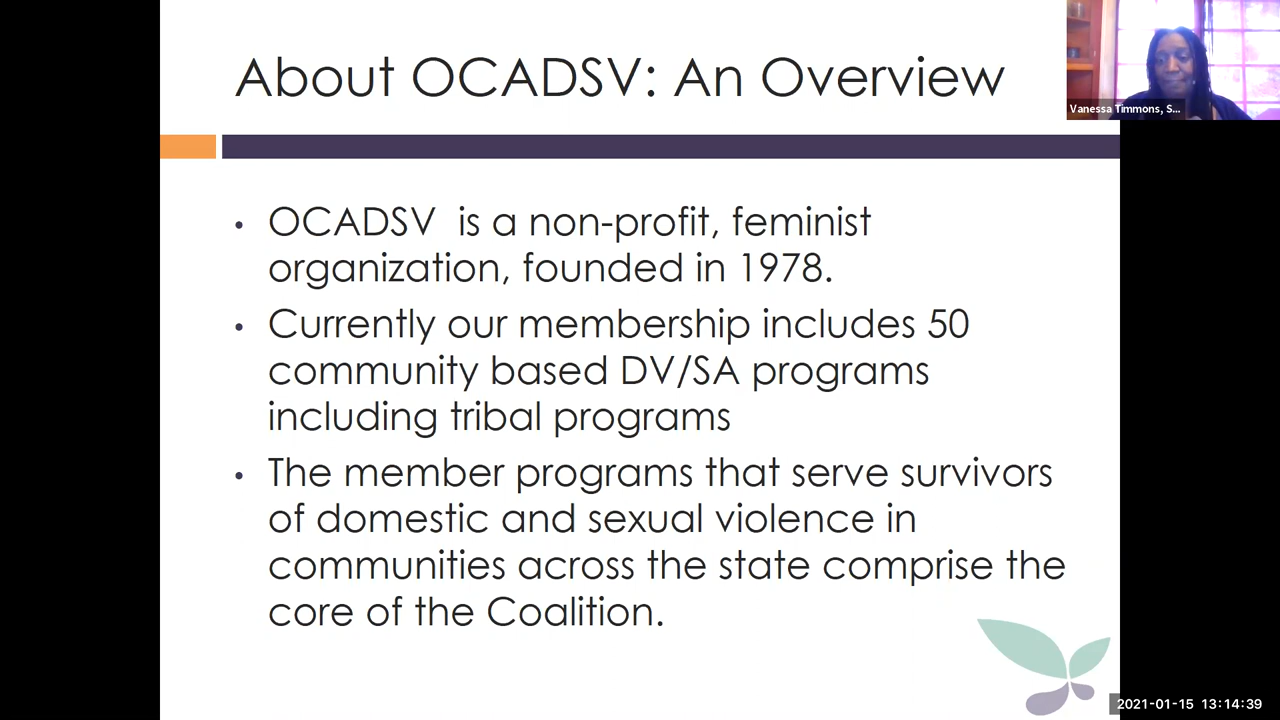 About OCADSV: An Overview
Vanessa Timmons, S...
• OCADSV  is a non-profit, feminist
organization, founded in 1978.
• Currently our membership includes 50
community based DV/SA programs
including tribal programs
• The member programs that serve survivors
of domestic and sexual violence in
communities across the state comprise the
core of the Coalition.
2021-01-15 13:14:39